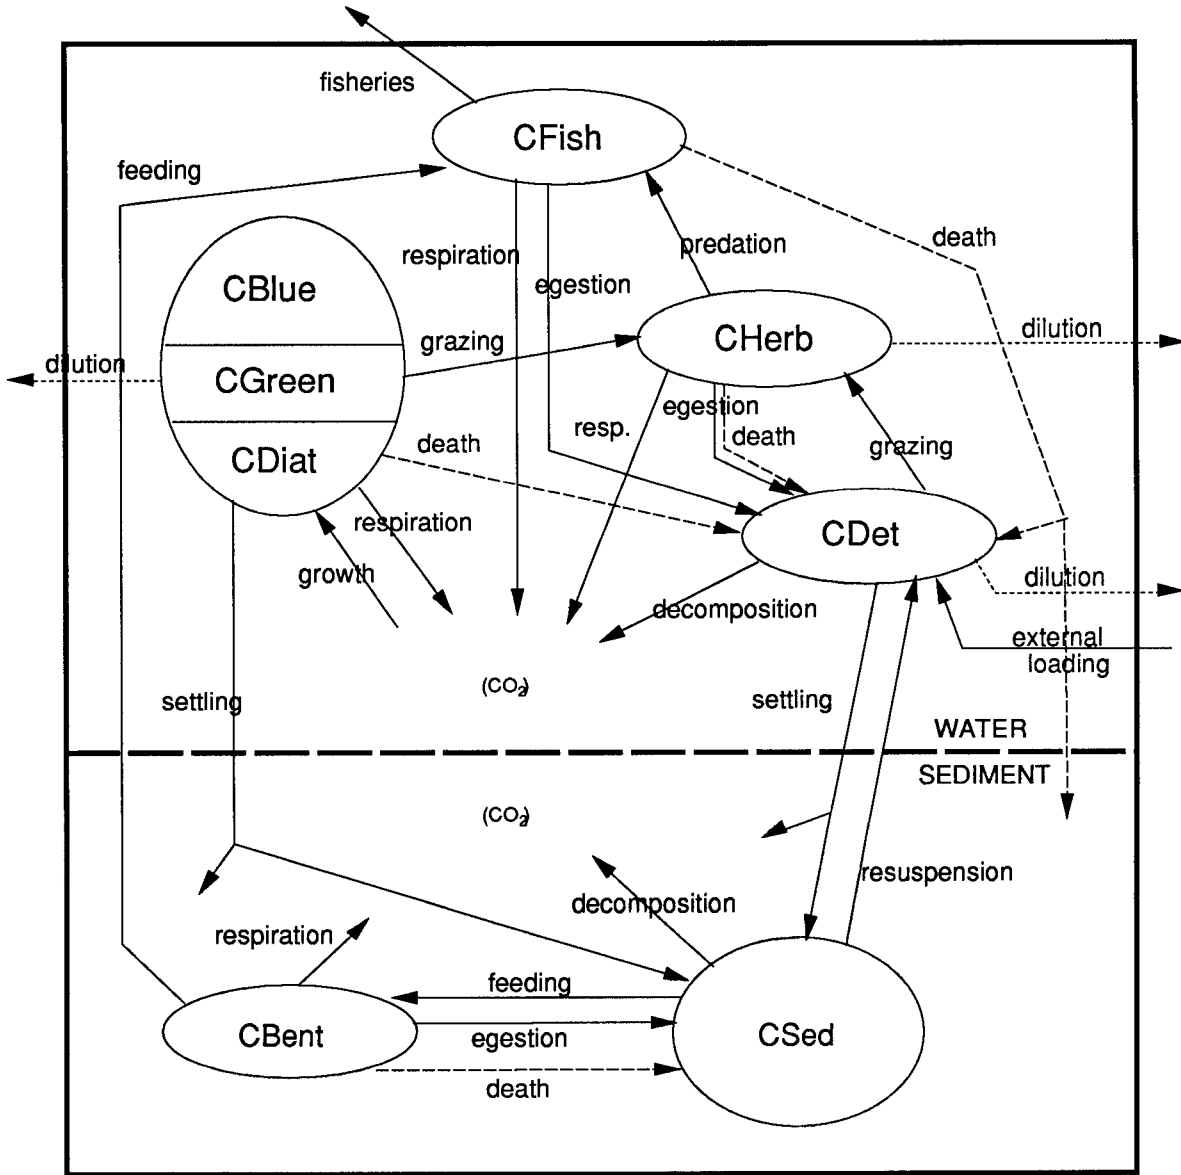 fisheries
CFish
feeding
death
respiration
predation
egestion
CBlue
CHerb
dilution
grazing
dilution
CGreen
egestion
resp.
death
death
grazing
CDiat
respiration
CDet
growth
dilution
decomposition
external
loading
(CO₂)
settling
settling
WATER
SEDIMENT
(CO₂)
resuspension
decomposition
respiration
feeding
CBent
egestion
CSed
death